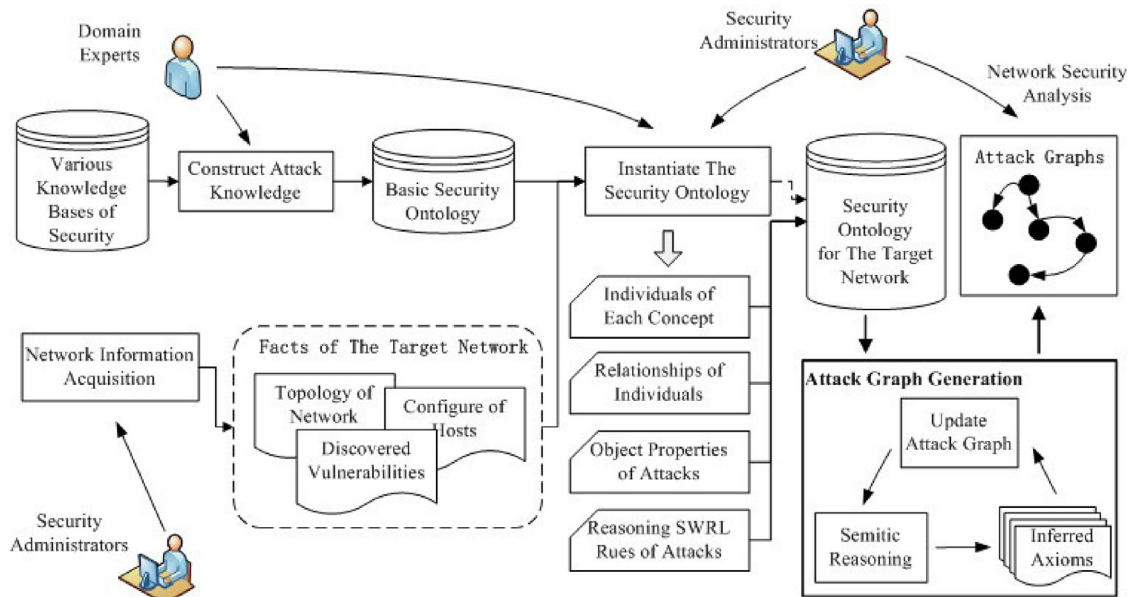 Domain
Experts
Security
Administrators
Network Security
Analysis
Various
Knowledge
Bases of
Security
Construct Attack
Knowledge
Basic Security
Ontology
Instantiate The
Security Ontology
Security
Ontology
for The Target
Network
Attack Graphs
Individuals of
Each Concept
Relationships of
Individuals
Object Properties
of Attacks
Reasoning SWRL
Rues of Attacks
Network Information
Acquisition
Facts of The Target Network
Topology of
Network
Configure of
Hosts
Discovered
Vulnerabilities
Security
Administrators
Attack Graph Generation
Update
Attack Graph
Semitic
Reasoning
Inferred
Axioms